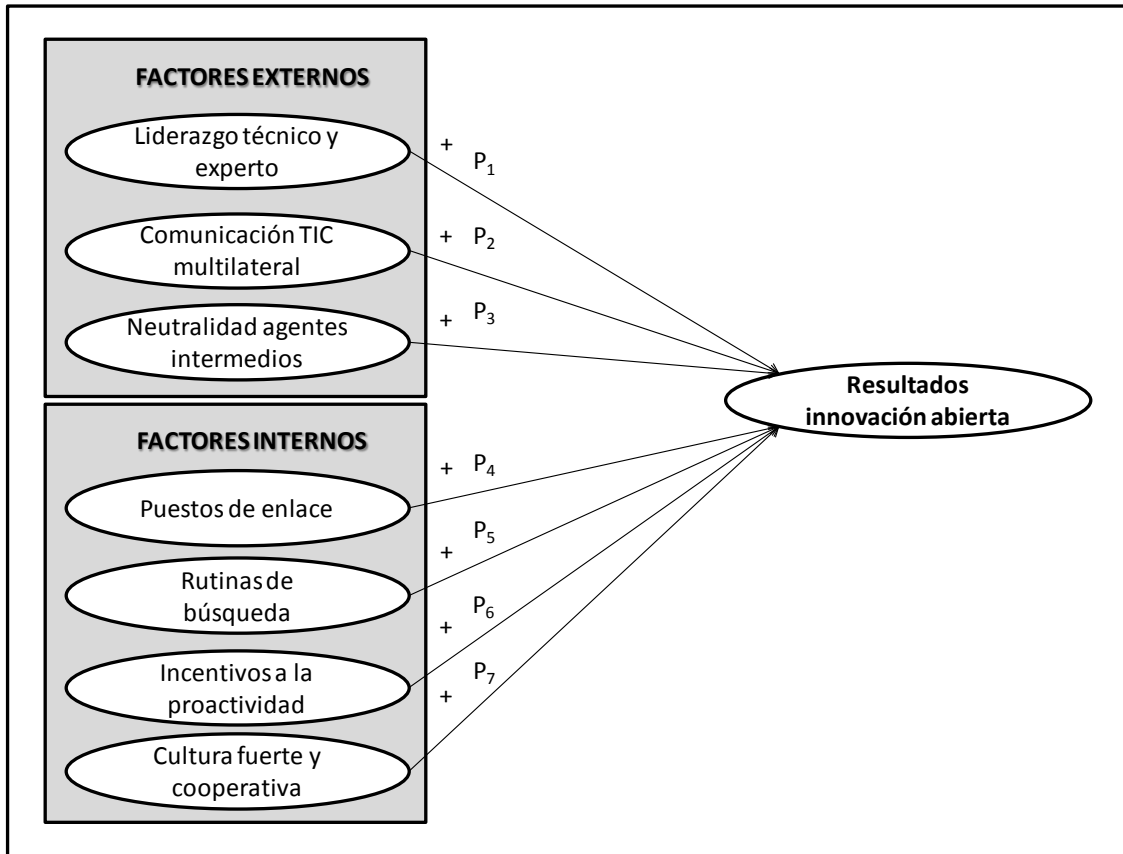 FACTORES EXTERNOS
Liderazgo técnico y
experto
+ P1
Comunicación TIC
multilateral
+ P2
Neutralidad agentes
intermedios
+ P3
Resultados
innovación abierta
FACTORES INTERNOS
Puestos de enlace
+ P4
Rutinas de
búsqueda
+ P5
Incentivos a la
proactividad
+ P6
Cultura fuerte y
cooperativa
+ P7